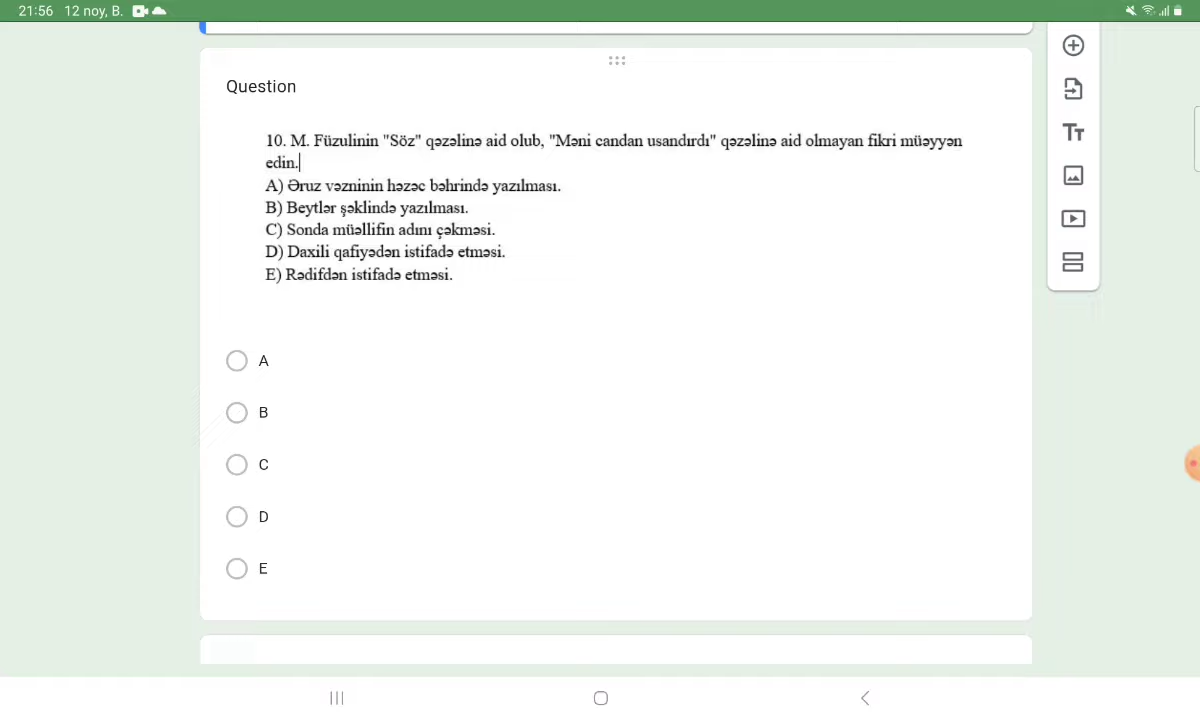 21:56 12 noy, B.
Question
10. M. Füzulinin "Söz" qəzəlinə aid olub, "Məni candan usandırdı" qəzəlinə aid olmayan fikri müəyyən
edin.
A) Əruz vəzninin həzəc bəhrində yazılması.
B) Beytlər şəklində yazılması.
C) Sonda müəllifin adını çəkməsi.
D) Daxili qafiyədən istifadə etməsi.
E) Rədifdən istifadə etməsi.
A
B
C
D
E